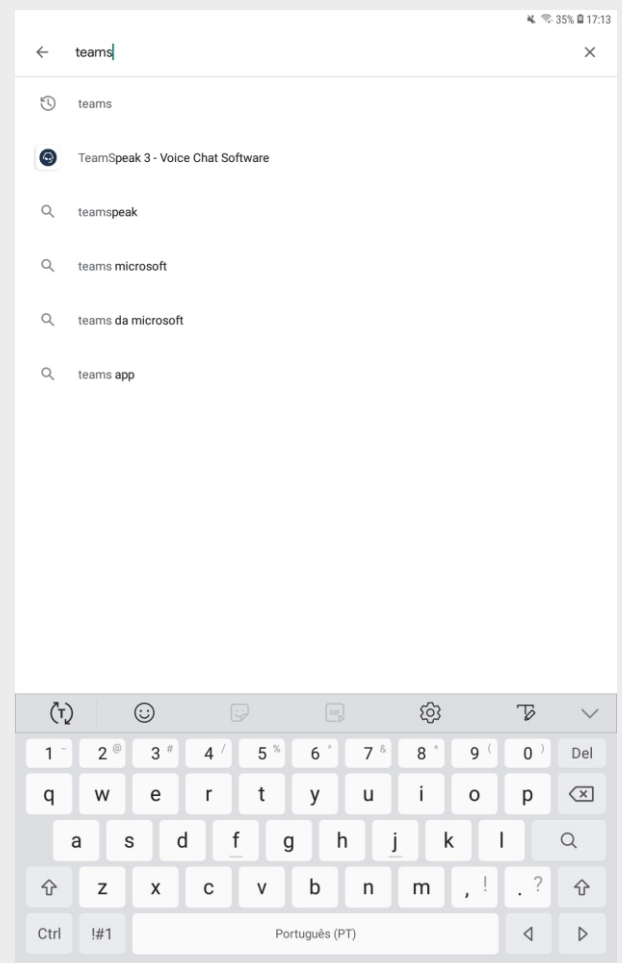 35% 17:13
teams
teams
TeamSpeak 3 - Voice Chat Software
teamspeak
teams microsoft
teams da microsoft
teams app
T GIF T
1 - 2 @ 3 # 4 / 5 % 6 ^ 7 & 8 * 9 ( 0 ) Del
q w e r t y u i o p
a s d f g h j k l
z x c v b n m , ! . ?
Ctrl !#1 Português (PT)